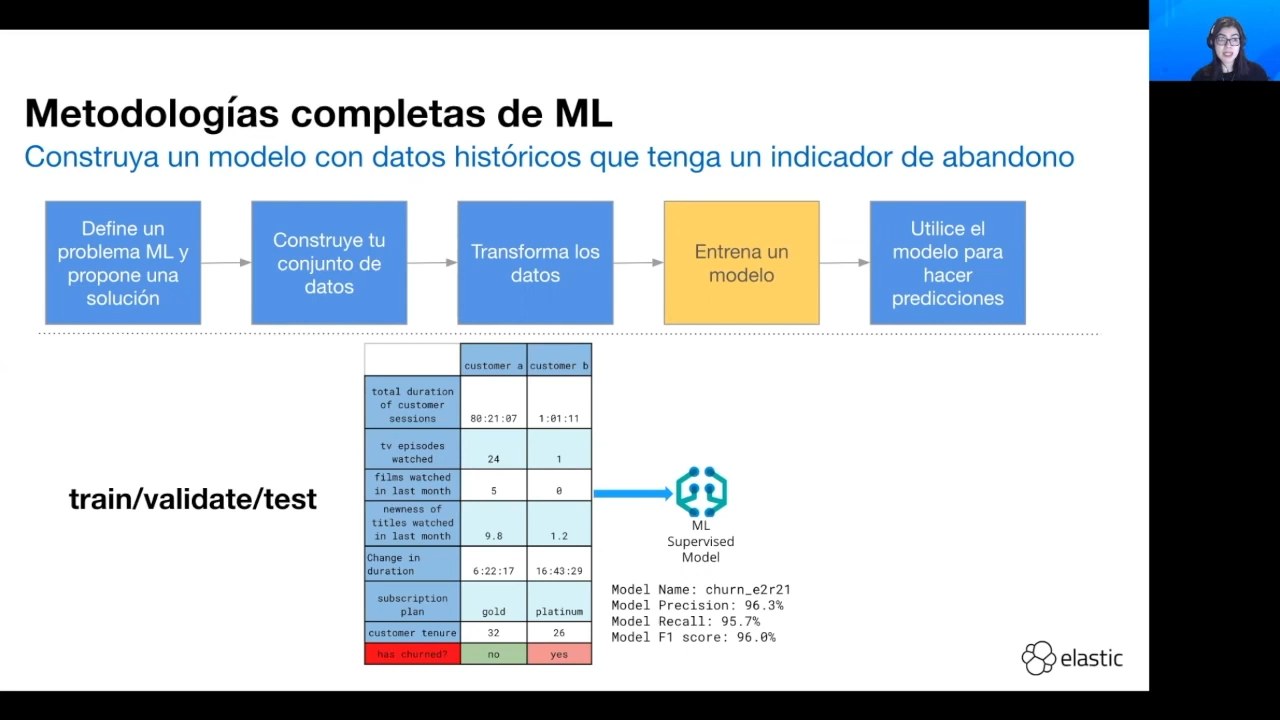 Metodologías completas de ML
Construya un modelo con datos históricos que tenga un indicador de abandono
Define un
problema ML y
propone una
solución
Construye tu
conjunto de
datos
Transforma los
datos
Entrena un
modelo
Utilice el
modelo para
hacer
predicciones
train/validate/test
customer a customer b
total duration
of customer
sessions
80:21:07 1:01:11
tv episodes
watched
24 1
films watched
in last month
5 0
newness of
titles watched
in last month
9.8 1.2
Change in
duration
6:22:17 16:43:29
subscription
plan
gold platinum
customer tenure 32 26
has churned? no yes
ML
Supervised
Model
Model Name: churn_e2r21
Model Precision: 96.3%
Model Recall: 95.7%
Model F1 score: 96.0%
elastic